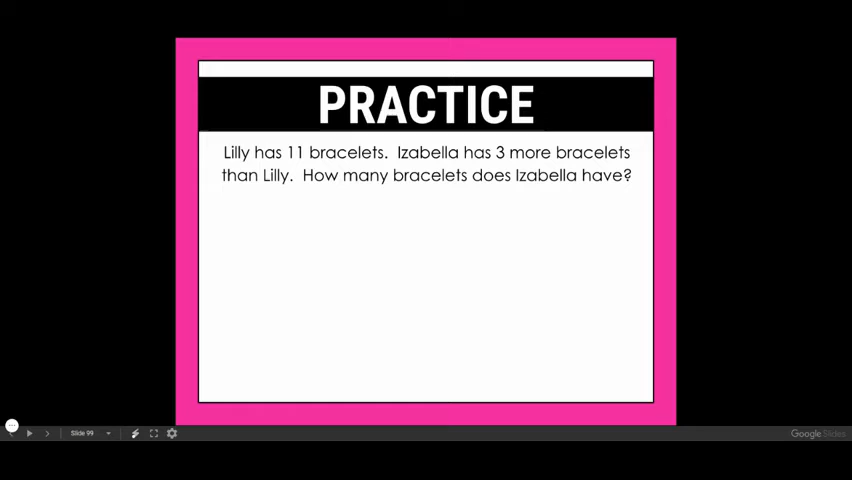 PRACTICE
Lilly has 11 bracelets. Izabella has 3 more bracelets
than Lilly. How many bracelets does Izabella have?
Slide 99
Google Slides